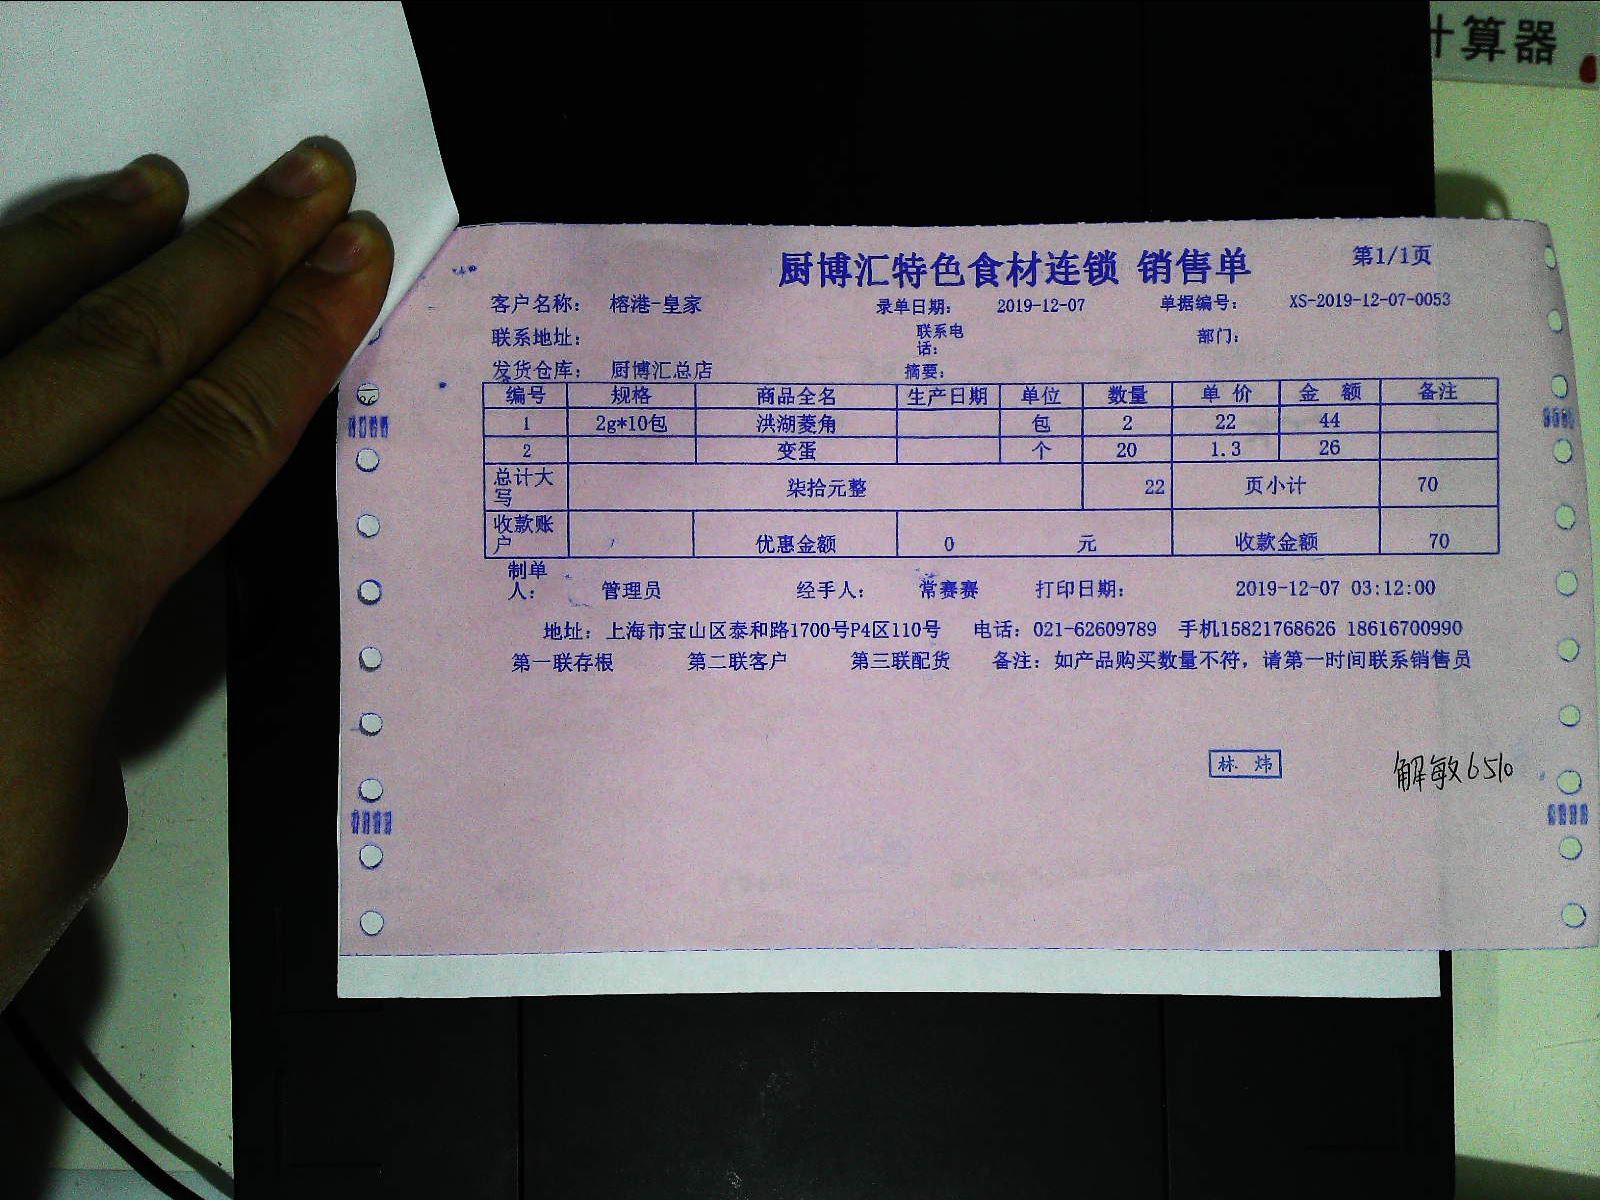 计算器
厨博汇特色食材连锁 销售单 第1/1页
客户名称： 榕港-皇家 录单日期： 2019-12-07 单据编号： XS-2019-12-07-0053
联系地址： 联系电话： 部门：
发货仓库： 厨博汇总店 摘要：
编号 规格 商品全名 生产日期 单位 数量 单 价 金 额 备注
1 2g*10包 洪湖菱角 包 2 22 44
2 变蛋 个 20 1.3 26
总计大写 柒拾元整 22 页小计 70
收款账户 优惠金额 0 元 收款金额 70
制单人： 管理员 经手人： 常赛赛 打印日期： 2019-12-07 03:12:00
地址：上海市宝山区泰和路1700号P4区110号 电话：021-62609789 手机15821768626 18616700990
第一联存根 第二联客户 第三联配货 备注：如产品购买数量不符，请第一时间联系销售员
林 炜
解敏6510